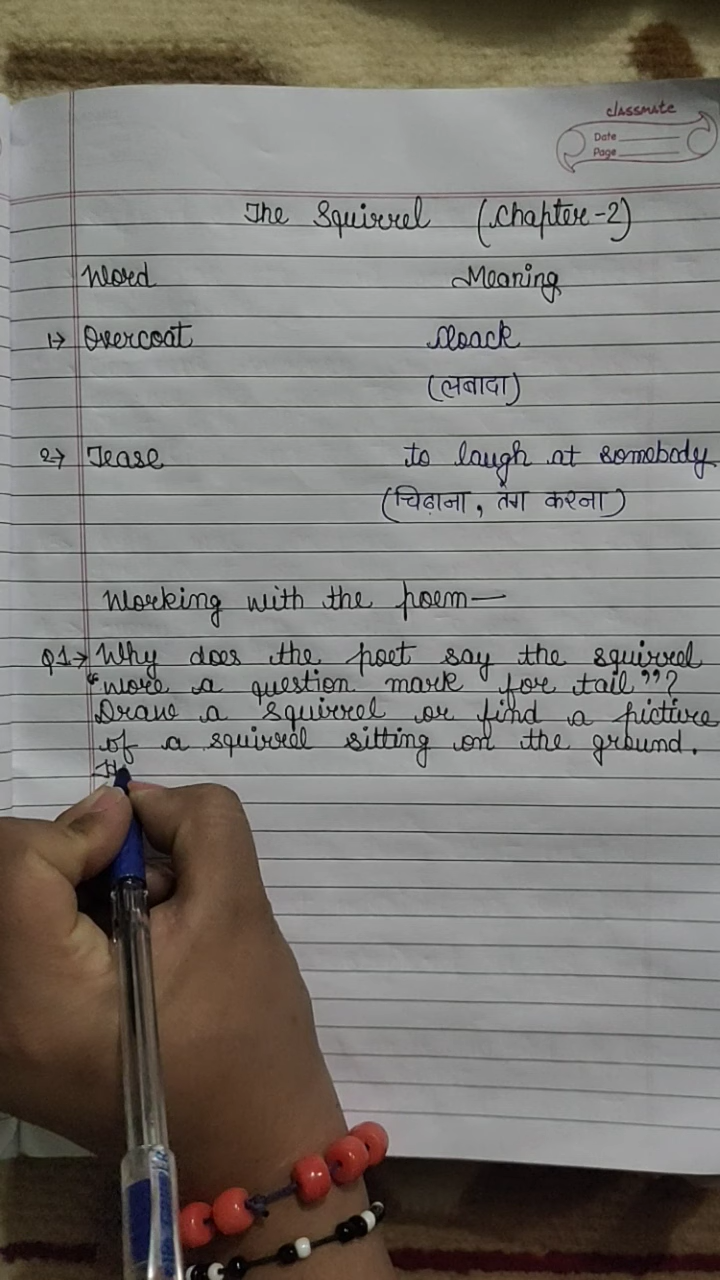 classmate
Date
Page
The Squirrel (Chapter-2)
Word Meaning
1→ Overcoat Cloack
(लबादा)
2→ Tease to laugh at somebody
(चिढ़ाना, तंग करना)
Working with the poem—
Q1→ Why does the poet say the squirrel
"wore a question mark for tail"?
Draw a squirrel or find a picture
of a squirrel sitting on the ground.